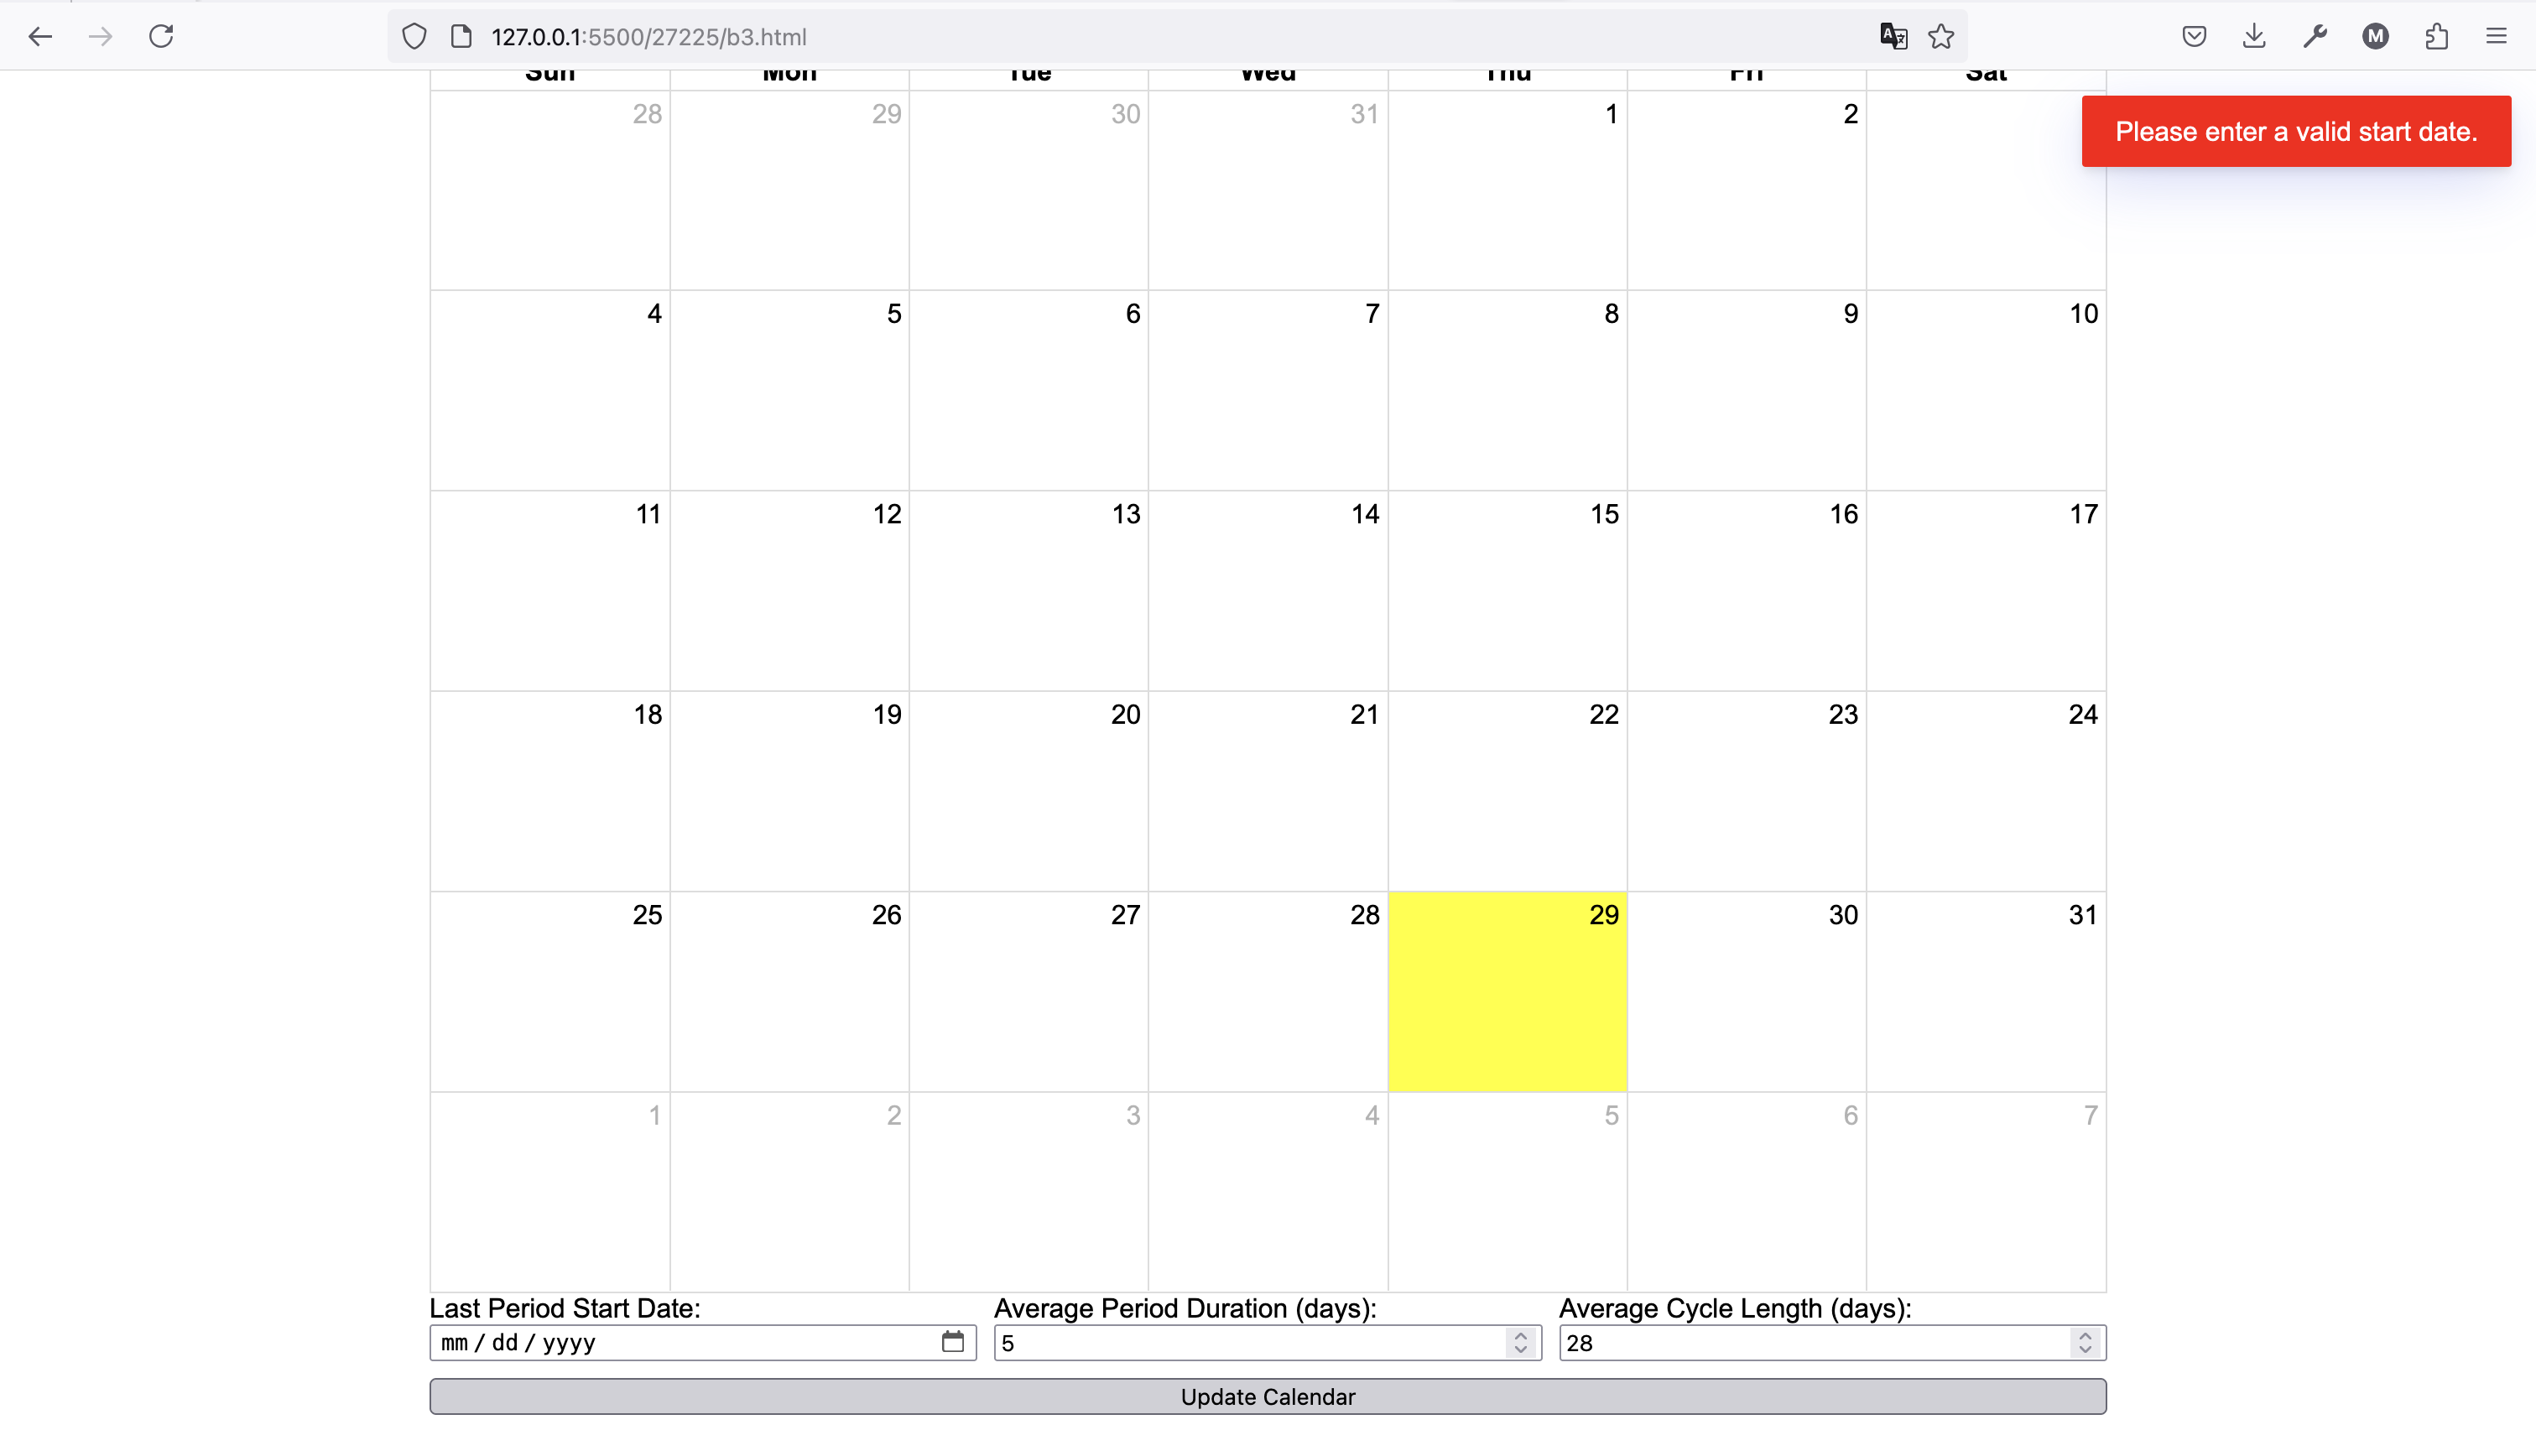 127.0.0.1:5500/27225/b3.html
M
Sun Mon Tue Wed Thu Fri Sat
28 29 30 31 1 2
Please enter a valid start date.
4 5 6 7 8 9 10
11 12 13 14 15 16 17
18 19 20 21 22 23 24
25 26 27 28 29 30 31
1 2 3 4 5 6 7
Last Period Start Date: Average Period Duration (days): Average Cycle Length (days):
mm / dd / yyyy 5 28
Update Calendar